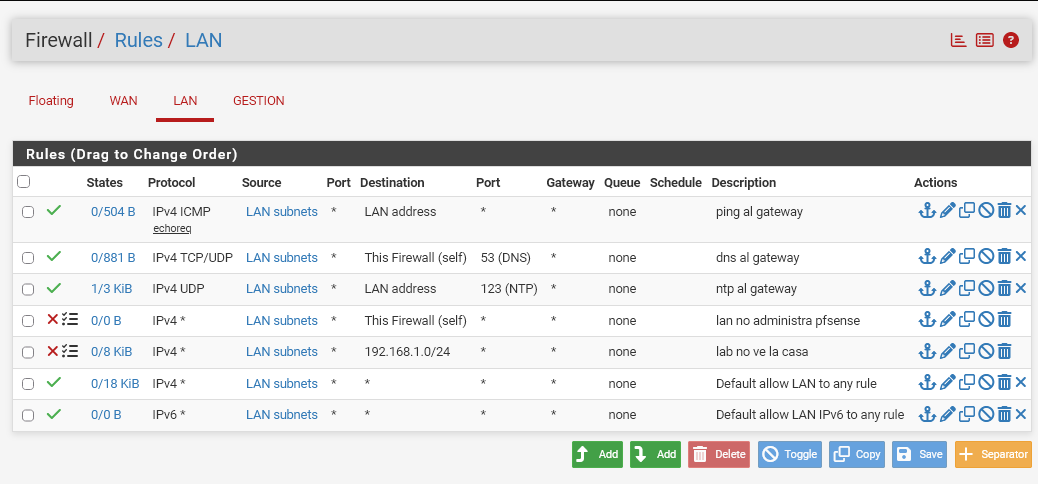 Firewall / Rules / LAN
Floating WAN LAN GESTION
Rules (Drag to Change Order)
States Protocol Source Port Destination Port Gateway Queue Schedule Description Actions
0/504 B IPv4 ICMP LAN subnets * LAN address * * none ping al gateway
echoreq
0/881 B IPv4 TCP/UDP LAN subnets * This Firewall (self) 53 (DNS) * none dns al gateway
1/3 KiB IPv4 UDP LAN subnets * LAN address 123 (NTP) * none ntp al gateway
0/0 B IPv4 * LAN subnets * This Firewall (self) * * none lan no administra pfsense
0/8 KiB IPv4 * LAN subnets * 192.168.1.0/24 * * none lab no ve la casa
0/18 KiB IPv4 * LAN subnets * * * * none Default allow LAN to any rule
0/0 B IPv6 * LAN subnets * * * * none Default allow LAN IPv6 to any rule
Add Add Delete Toggle Copy Save Separator